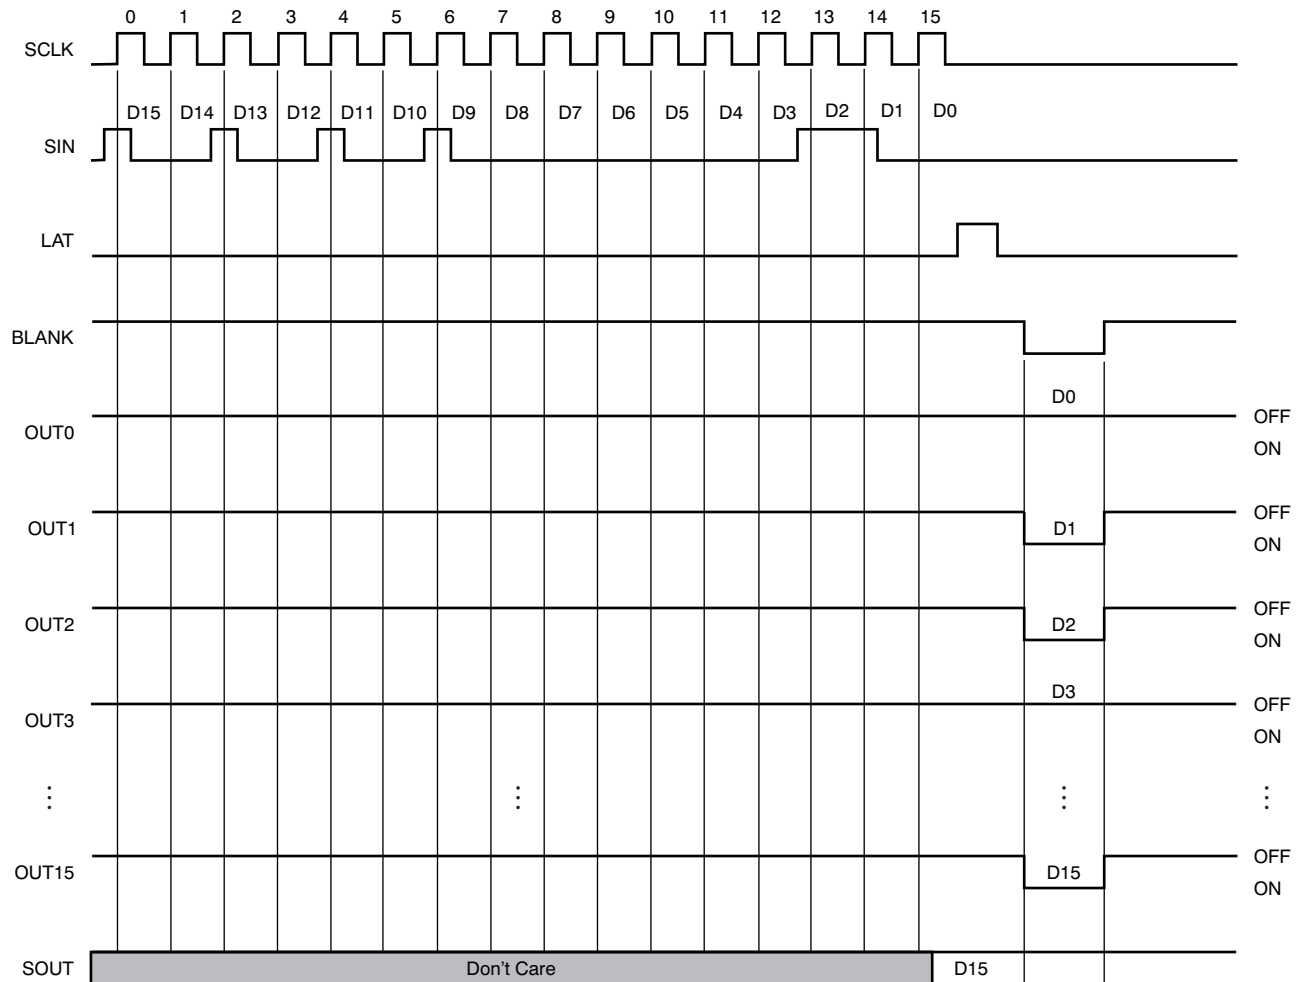 0 1 2 3 4 5 6 7 8 9 10 11 12 13 14 15
SCLK
D15 D14 D13 D12 D11 D10 D9 D8 D7 D6 D5 D4 D3 D2 D1 D0
SIN
LAT
BLANK
D0
OUT0 OFF
ON
OUT1 D1 OFF
ON
OUT2 D2 OFF
ON
D3
OUT3 OFF
ON
OUT15 D15 OFF
ON
SOUT Don't Care D15